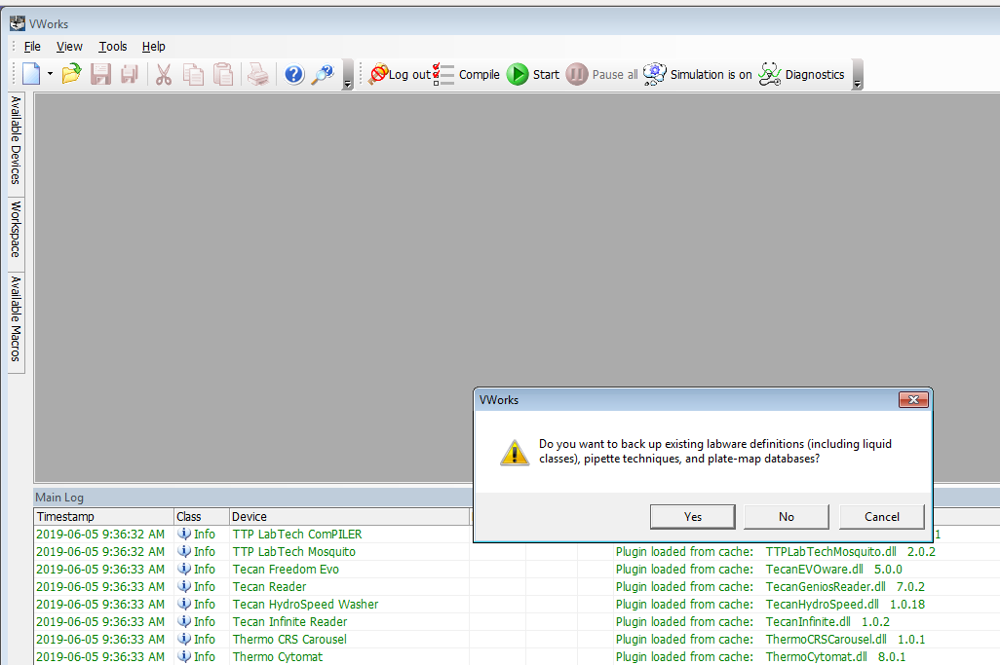 VWorks
File View Tools Help
Log out Compile Start Pause all Simulation is on Diagnostics
Available Devices
Workspace
Available Macros
VWorks
Do you want to back up existing labware definitions (including liquid
classes), pipette techniques, and plate-map databases?
Yes No Cancel
Main Log
Timestamp Class Device
2019-06-05 9:36:32 AM Info TTP LabTech ComPILER 1
2019-06-05 9:36:32 AM Info TTP LabTech Mosquito Plugin loaded from cache: TTPLabTechMosquito.dll 2.0.2
2019-06-05 9:36:33 AM Info Tecan Freedom Evo Plugin loaded from cache: TecanEVOware.dll 5.0.0
2019-06-05 9:36:33 AM Info Tecan Reader Plugin loaded from cache: TecanGeniosReader.dll 7.0.2
2019-06-05 9:36:33 AM Info Tecan HydroSpeed Washer Plugin loaded from cache: TecanHydroSpeed.dll 1.0.18
2019-06-05 9:36:33 AM Info Tecan Infinite Reader Plugin loaded from cache: TecanInfinite.dll 1.0.2
2019-06-05 9:36:33 AM Info Thermo CRS Carousel Plugin loaded from cache: ThermoCRSCarousel.dll 1.0.1
2019-06-05 9:36:33 AM Info Thermo Cytomat Plugin loaded from cache: ThermoCytomat.dll 8.0.1